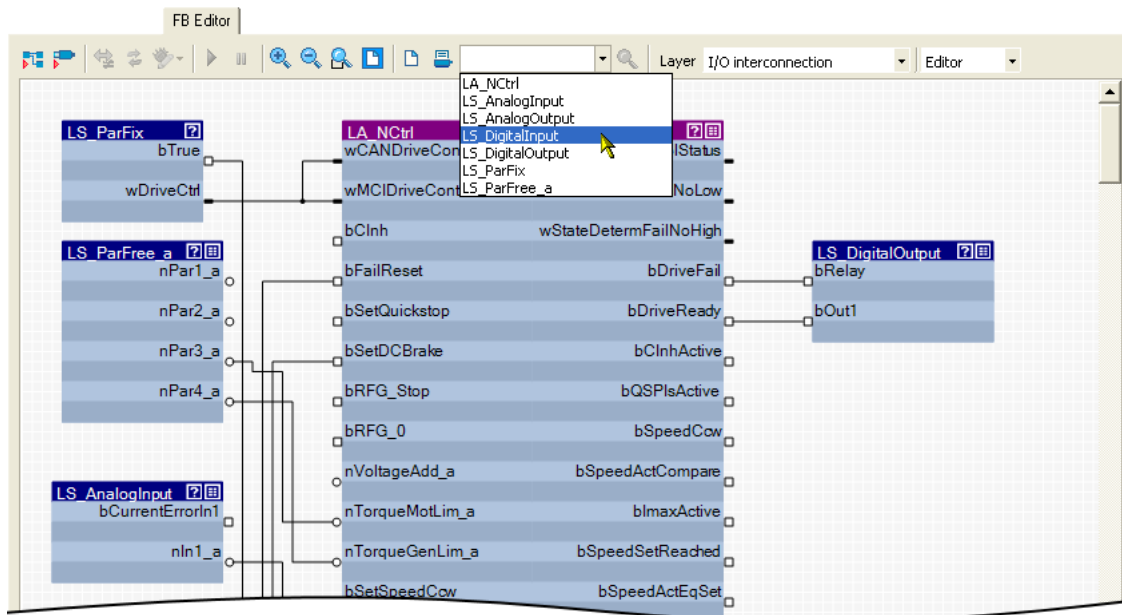 FB Editor
Layer I/O interconnection Editor
LA_NCtrl
LS_AnalogInput
LS_AnalogOutput
LS_DigitalInput
LS_DigitalOutput
LS_ParFix
LS_ParFree_a
LS_ParFix
bTrue
wDriveCtrl
LS_ParFree_a
nPar1_a
nPar2_a
nPar3_a
nPar4_a
LS_AnalogInput
bCurrentErrorIn1
nIn1_a
LA_NCtrl
wCANDriveCon
lStatus
wMCIDriveCont
NoLow
bCInh wStateDetermFailNoHigh
bFailReset bDriveFail
bSetQuickstop bDriveReady
bSetDCBrake bCInhActive
bRFG_Stop bQSPIsActive
bRFG_0 bSpeedCcw
nVoltageAdd_a bSpeedActCompare
nTorqueMotLim_a bImaxActive
nTorqueGenLim_a bSpeedSetReached
bSetSpeedCcw bSpeedActEqSet
LS_DigitalOutput
bRelay
bOut1